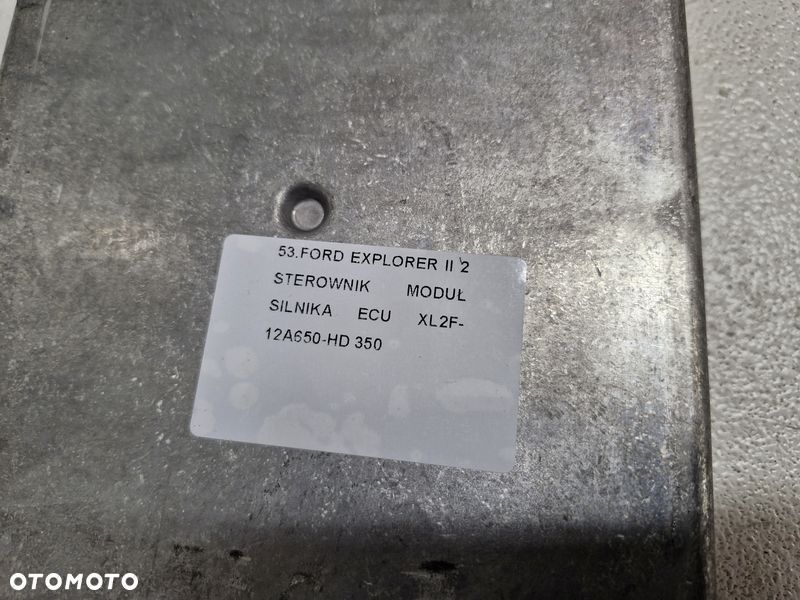 53.FORD EXPLORER II 2
STEROWNIK MODUŁ
SILNIKA ECU XL2F-
12A650-HD 350
OTOMOTO